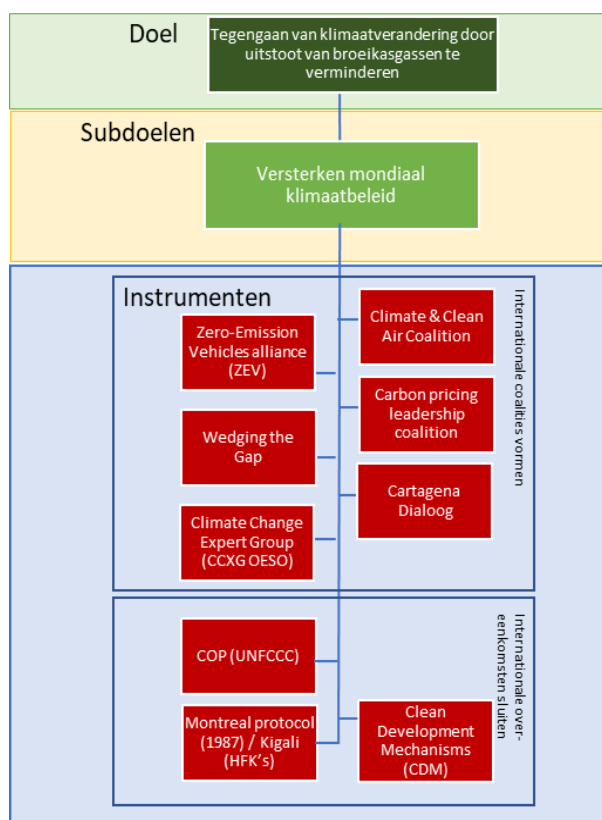 Doel
Tegengaan van klimaatverandering door
uitstoot van broeikasgassen te
verminderen
Subdoelen
Versterken mondiaal
klimaatbeleid
Instrumenten
Internationale coalities vormen
Zero-Emission
Vehicles alliance
(ZEV)
Climate & Clean
Air Coalition
Carbon pricing
leadership
coalition
Wedging the
Gap
Cartagena
Dialoog
Climate Change
Expert Group
(CCXG OESO)
Internationale over-
eenkomsten sluiten
COP (UNFCCC)
Montreal protocol
(1987) / Kigali
(HFK's)
Clean
Development
Mechanisms
(CDM)